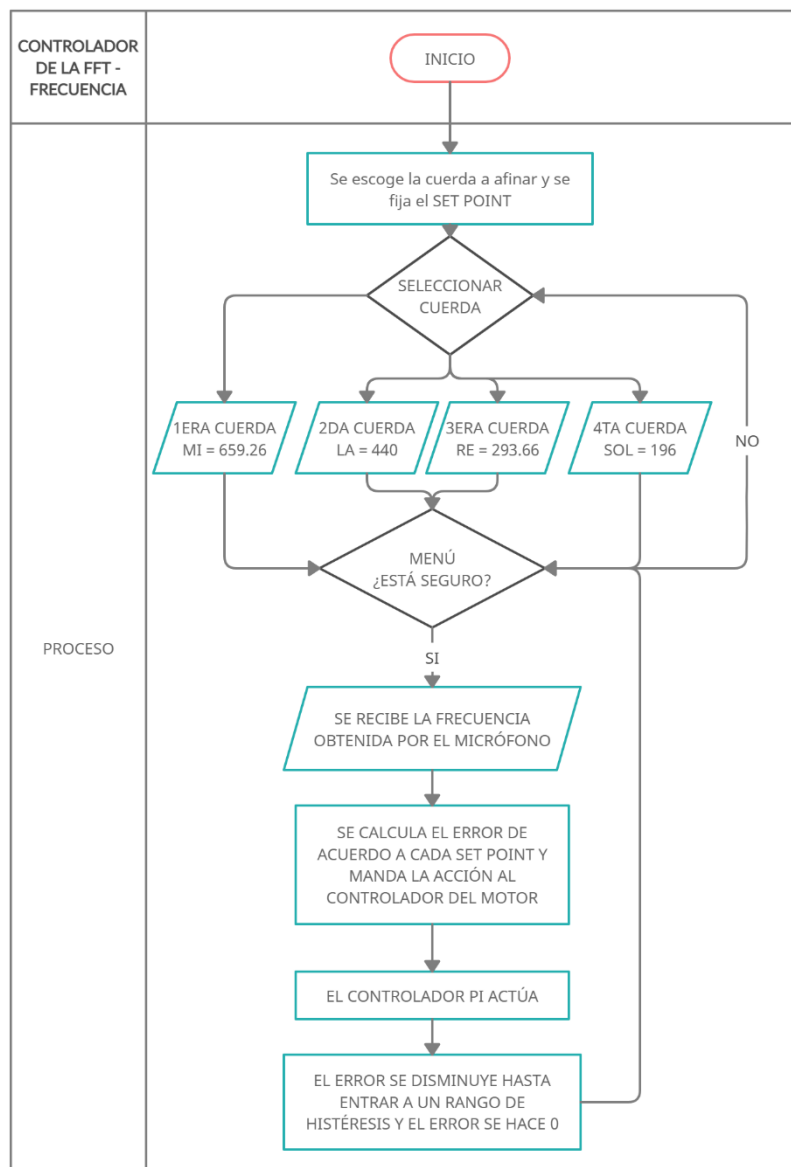 CONTROLADOR
DE LA FFT -
FRECUENCIA
INICIO
PROCESO
Se escoge la cuerda a afinar y se
fija el SET POINT
SELECCIONAR
CUERDA
1ERA CUERDA
MI = 659.26
2DA CUERDA
LA = 440
3ERA CUERDA
RE = 293.66
4TA CUERDA
SOL = 196
NO
MENÚ
¿ESTÁ SEGURO?
SI
SE RECIBE LA FRECUENCIA
OBTENIDA POR EL MICRÓFONO
SE CALCULA EL ERROR DE
ACUERDO A CADA SET POINT Y
MANDA LA ACCIÓN AL
CONTROLADOR DEL MOTOR
EL CONTROLADOR PI ACTÚA
EL ERROR SE DISMINUYE HASTA
ENTRAR A UN RANGO DE
HISTÉRESIS Y EL ERROR SE HACE 0